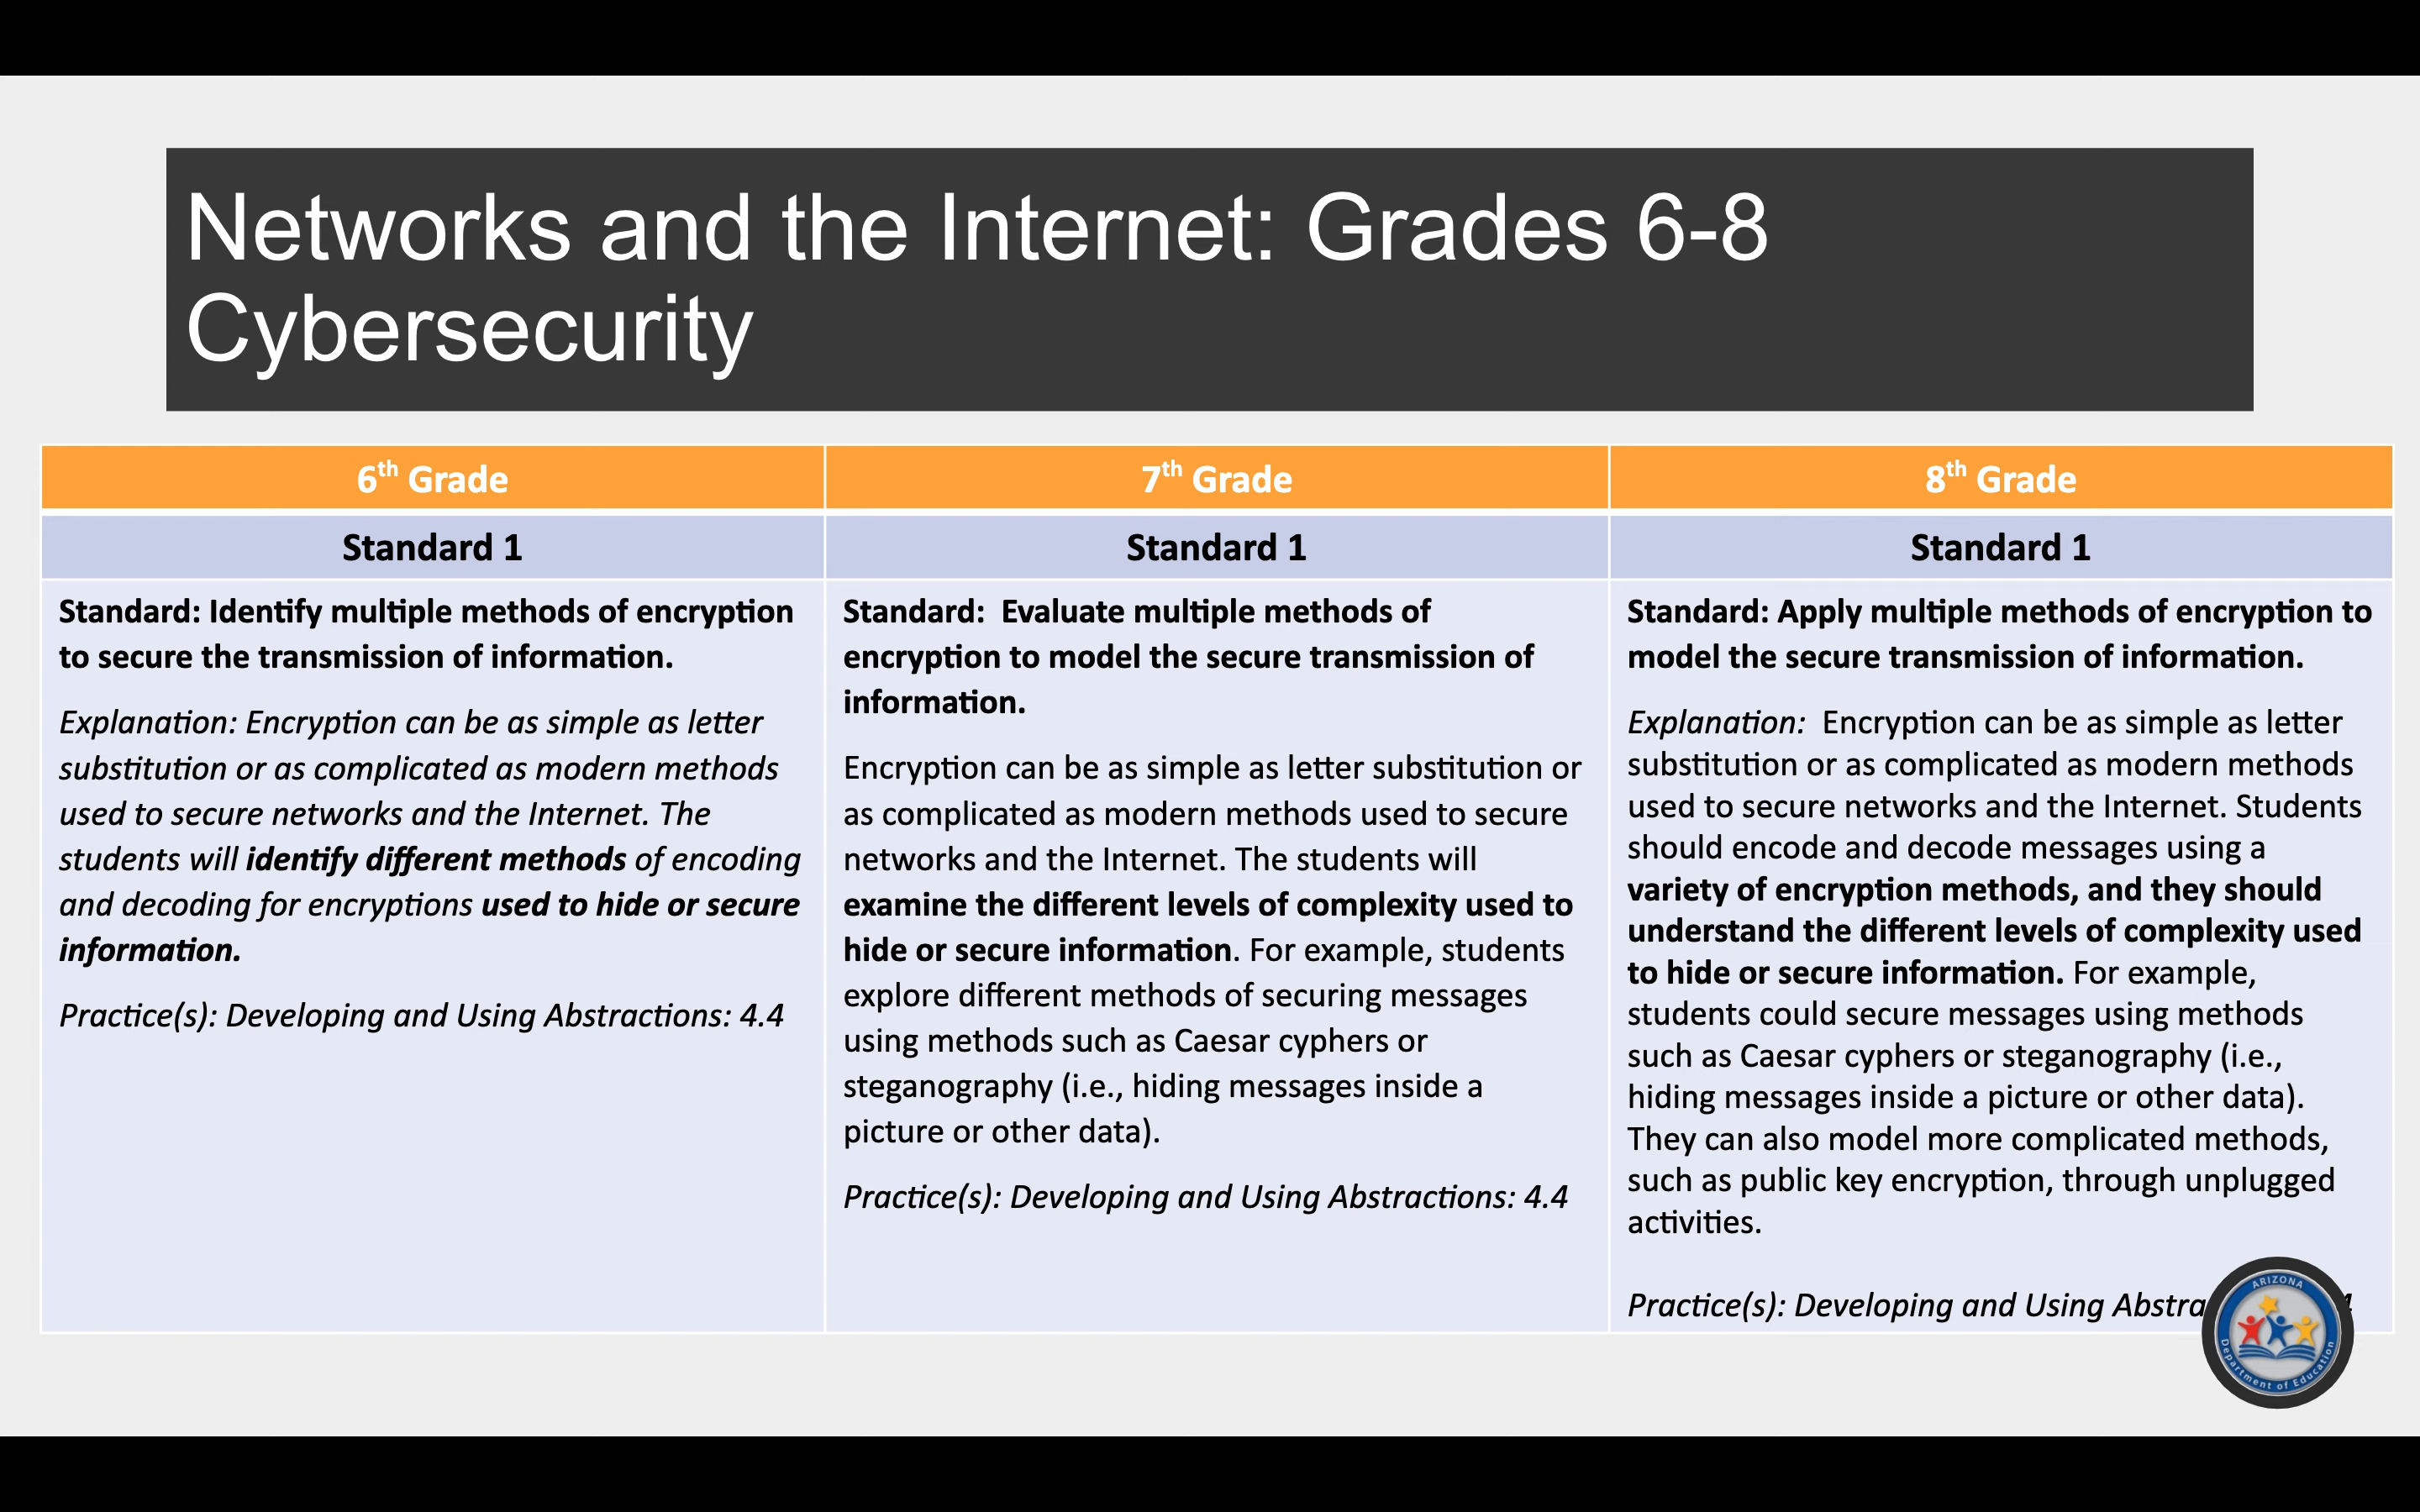 Networks and the Internet: Grades 6-8
Cybersecurity
6th Grade
7th Grade
8th Grade
Standard 1
Standard 1
Standard 1
Standard: Identify multiple methods of encryption
to secure the transmission of information.
Explanation: Encryption can be as simple as letter
substitution or as complicated as modern methods
used to secure networks and the Internet. The
students will identify different methods of encoding
and decoding for encryptions used to hide or secure
information.
Practice(s): Developing and Using Abstractions: 4.4
Standard:  Evaluate multiple methods of
encryption to model the secure transmission of
information.
Encryption can be as simple as letter substitution or
as complicated as modern methods used to secure
networks and the Internet. The students will
examine the different levels of complexity used to
hide or secure information. For example, students
explore different methods of securing messages
using methods such as Caesar cyphers or
steganography (i.e., hiding messages inside a
picture or other data).
Practice(s): Developing and Using Abstractions: 4.4
Standard: Apply multiple methods of encryption to
model the secure transmission of information.
Explanation:  Encryption can be as simple as letter
substitution or as complicated as modern methods
used to secure networks and the Internet. Students
should encode and decode messages using a
variety of encryption methods, and they should
understand the different levels of complexity used
to hide or secure information. For example,
students could secure messages using methods
such as Caesar cyphers or steganography (i.e.,
hiding messages inside a picture or other data).
They can also model more complicated methods,
such as public key encryption, through unplugged
activities.
Practice(s): Developing and Using Abstra
ARIZONA
Department of Education